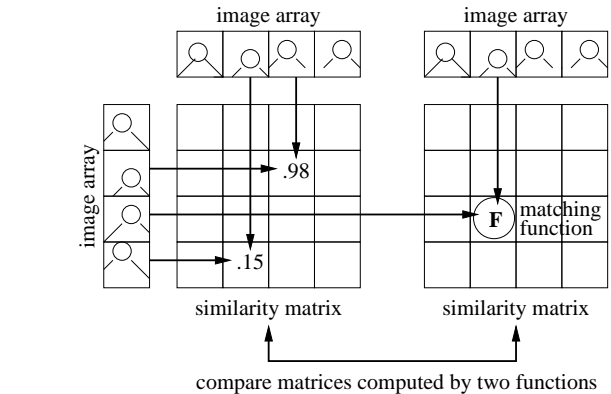 image array
image array
image array
.98
F
matching
function
.15
similarity matrix
similarity matrix
compare matrices computed by two functions